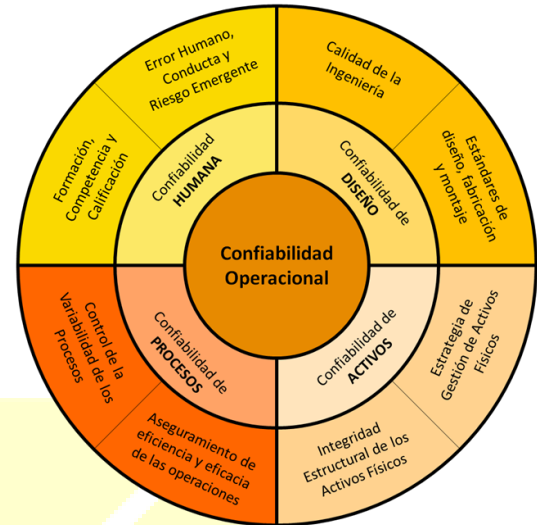 Error Humano,
Conducta y
Riesgo Emergente
Calidad de la
Ingeniería
Formación,
Competencia y
Calificación
Confiabilidad
HUMANA
Confiabilidad de
DISEÑO
Estándares de
diseño, fabricación
y montaje
Confiabilidad
Operacional
Control de la
Variabilidad de los
Procesos
Confiabilidad de
PROCESOS
Confiabilidad de
ACTIVOS
Estrategia de
Gestión de Activos
Físicos
Aseguramiento de
eficiencia y eficacia
de las operaciones
Integridad
Estructural de los
Activos Físicos